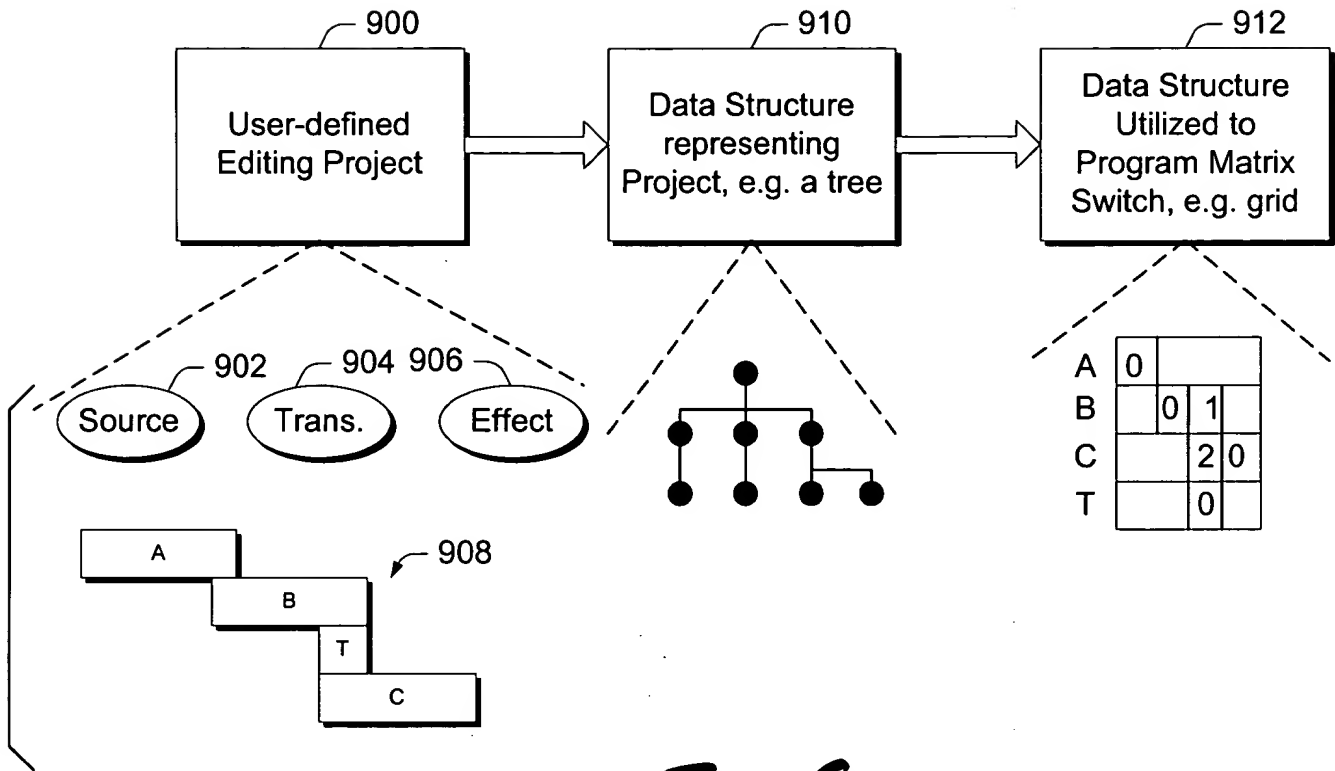 900
910
912
User-defined
Editing Project
Data Structure
representing
Project, e.g. a tree
Data Structure
Utilized to
Program Matrix
Switch, e.g. grid
902
904
906
Source
Trans.
Effect
908
A
B
T
C
A 0
B 0 1
C 2 0
T 0